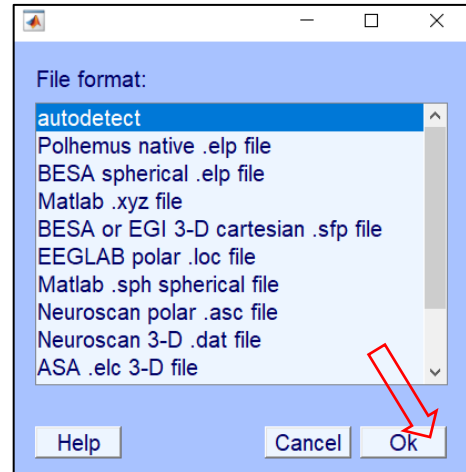 File format:
autodetect
Polhemus native .elp file
BESA spherical .elp file
Matlab .xyz file
BESA or EGI 3-D cartesian .sfp file
EEGLAB polar .loc file
Matlab .sph spherical file
Neuroscan polar .asc file
Neuroscan 3-D .dat file
ASA .elc 3-D file
Help Cancel Ok